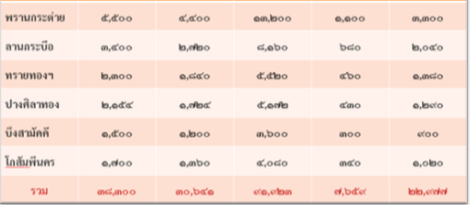 พรานกระต่าย ๕,๕๐๐ ๔,๔๐๐ ๑๓,๒๐๐ ๑,๑๐๐ ๓,๓๐๐
ลานกระบือ ๓,๔๐๐ ๒,๗๒๐ ๘,๑๖๐ ๖๘๐ ๒,๐๔๐
ทรายทองฯ ๒,๓๐๐ ๑,๘๔๐ ๕,๕๒๐ ๔๖๐ ๑,๓๘๐
ปางศิลาทอง ๒,๑๕๔ ๑,๗๒๔ ๕,๑๗๒ ๔๓๐ ๑,๒๙๐
บึงสามัคคี ๑,๕๐๐ ๑,๒๐๐ ๓,๖๐๐ ๓๐๐ ๙๐๐
โกสัมพีนคร ๑,๗๐๐ ๑,๓๖๐ ๔,๐๘๐ ๓๔๐ ๑,๐๒๐
รวม ๓๘,๓๐๐ ๓๐,๖๔๑ ๙๑,๙๒๓ ๗,๖๕๙ ๒๒,๙๗๗